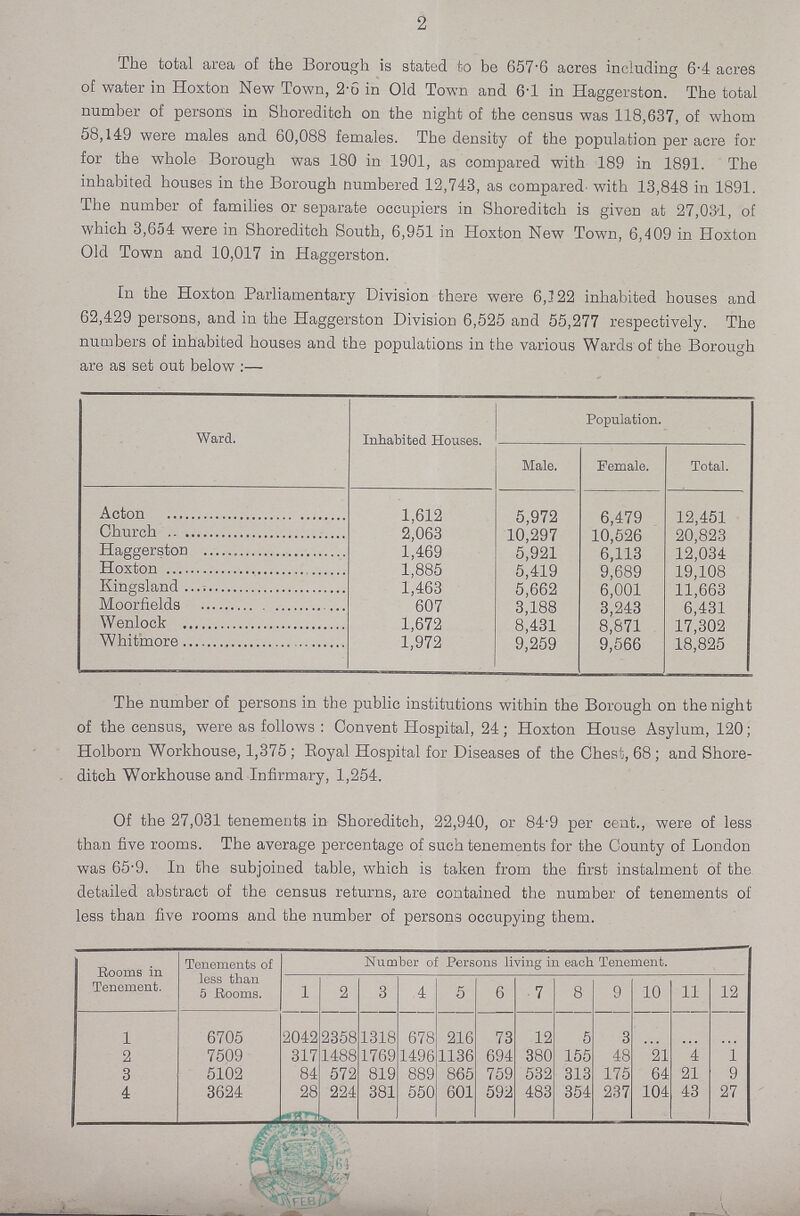 2
The total area of the Borough is stated to be 657·6 acres including 6·4 acres
of water in Hoxton New Town, 2·6 in Old Town and 6·1 in Haggerston. The total
number of persons in Shoreditch on the night of the census was 118,637, of whom
58,149 were males and 60,088 females. The density of the population per acre for
for the whole Borough was 180 in 1901, as compared with 189 in 1891. The
inhabited houses in the Borough numbered 12,743, as compared with 13,848 in 1891.
The number of families or separate occupiers in Shoreditch is given at 27,031, of
which 3,654 were in Shoreditch South, 6,951 in Hoxton New Town, 6,409 in Hoxton
Old Town and 10,017 in Haggerston.
In the Hoxton Parliamentary Division there were 6,122 inhabited houses and
62,429 persons, and in the Haggerston Division 6,525 and 55,277 respectively. The
numbers of inhabited houses and the populations in the various Wards of the Borough
are as set out below :—
Ward. Inhabited Houses. Population.
Male. Female. Total.
Acton 1,612 5,972 6,479 12,451
Church 2,063 10,297 10,526 20,823
Haggerston 1,469 5,921 6,113 12,034
Hoxton 1,885 5,419 9,689 19,108
Kingsland 1,463 5,662 6,001 11,663
Moorfields 607 3,188 3,243 6,431
Wenlock 1,672 8,431 8,871 17,302
Whitmore 1,972 9,259 9,566 18,825
The number of persons in the public institutions within the Borough on the night
of the census, were as follows : Convent Hospital, 24 ; Hoxton House Asylum, 120 ;
Holborn Workhouse, 1,375 ; Royal Hospital for Diseases of the Chest, 68 ; and Shore-
ditch Workhouse and Infirmary, 1,254.
Of the 27,031 tenements in Shoreditch, 22,940, or 84·9 per cent., were of less
than five rooms. The average percentage of such tenements for the County of London
was 65·9. In the subjoined table, which is taken from the first instalment of the
detailed abstract of the census returns, are contained the number of tenements of
less than five rooms and the number of persons occupying them.
Rooms in Tenement. Tenements of less than 5 Rooms. Number of Persons living in each Tenement.
1 2 3 4 5 6 7 8 9 10 11 12
1 6705 2042 2358 1318 678 216 73 12 5 3 ... ... ...
2 7509 317 1488 1769 1496 1136 694 380 155 48 21 4 1
3 5102 84 572 819 889 865 759 532 313 175 64 21 9
4 3624 28 224 381 550 601 592 483 354 237 104 43 27
FEB